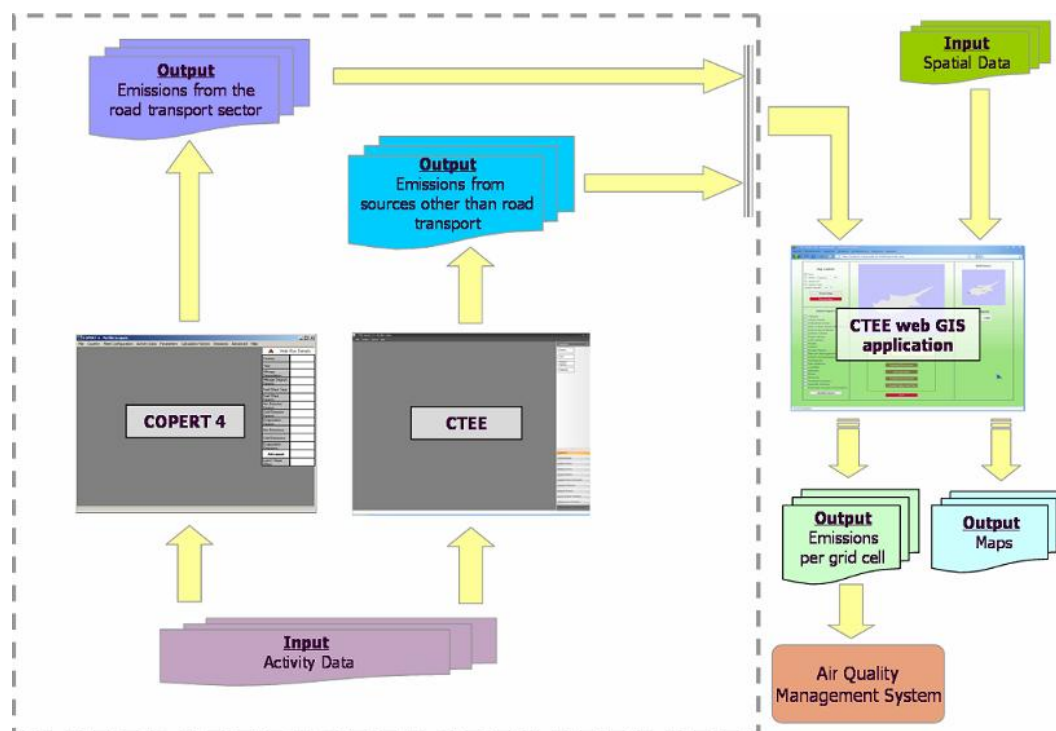 Output
Emissions from the
road transport sector
Input
Spatial Data
Output
Emissions from
sources other than road
transport
CTEE web GIS
application
COPERT 4
CTEE
Output
Emissions
per grid cell
Output
Maps
Input
Activity Data
Air Quality
Management System